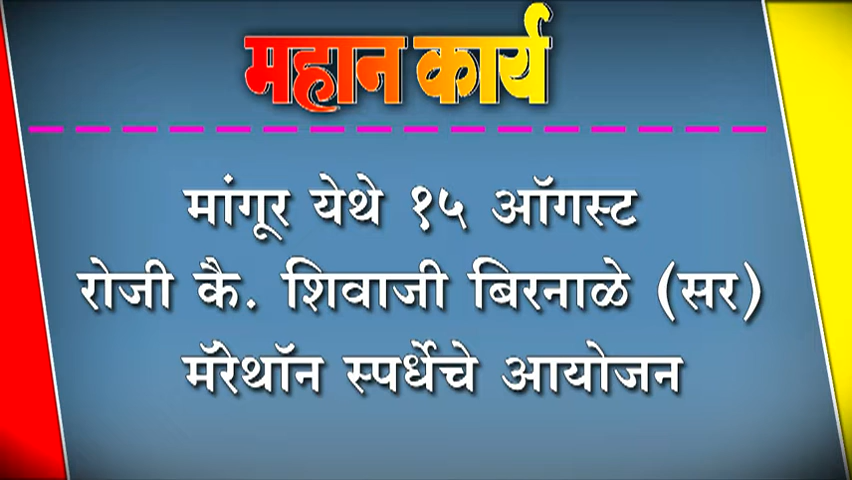 महान कार्य
मांगूर येथे १५ ऑगस्ट
रोजी कै. शिवाजी बिरनाळे (सर)
मॅरेथॉन स्पर्धेचे आयोजन